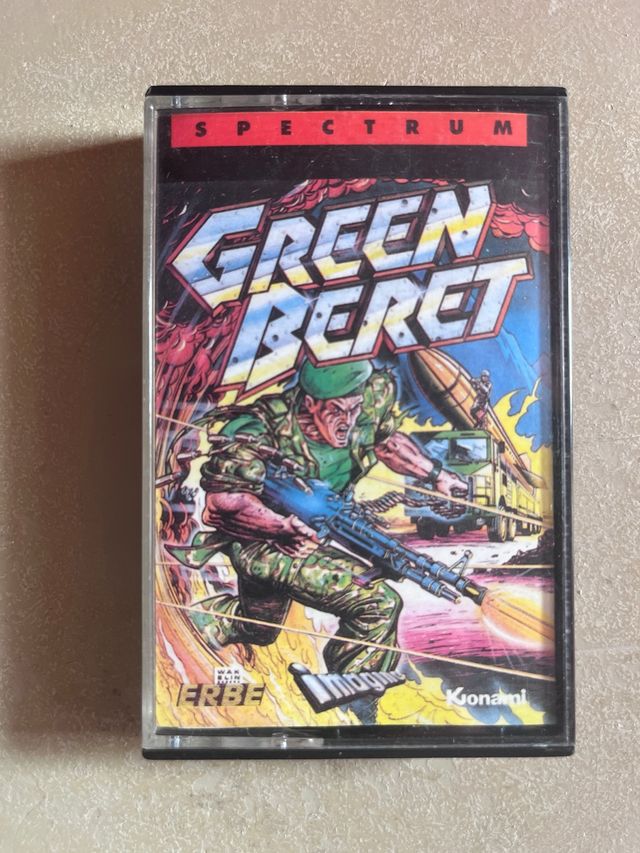 SPECTRUM
GREEN
BERET
ERBE
imagine
Konami